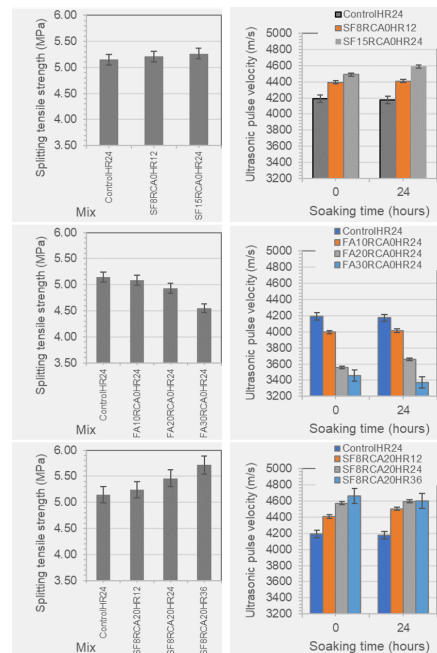 Splitting tensile strength (MPa)
6.00
5.50
5.00
4.50
4.00
3.50
ControlHR24
SF8RCA0HR12
SF15RCA0HR24
Mix
ControlHR24
SF8RCA0HR12
SF15RCA0HR24
Ultrasonic pulse velocity (m/s)
5000
4800
4600
4400
4200
4000
3800
3600
3400
3200
0
24
Soaking time (hours)
Splitting tensile strength (MPa)
6.00
5.50
5.00
4.50
4.00
3.50
ControlHR24
FA10RCA0HR24
FA20RCA0HR24
FA30RCA0HR24
Mix
ControlHR24
FA10RCA0HR24
FA20RCA0HR24
FA30RCA0HR24
Ultrasonic pulse velocity (m/s)
5000
4800
4600
4400
4200
4000
3800
3600
3400
3200
0
24
Soaking time (hours)
Splitting tensile strength (MPa)
6.00
5.50
5.00
4.50
4.00
3.50
ControlHR24
SF8RCA20HR12
SF8RCA20HR24
SF8RCA20HR36
Mix
ControlHR24
SF8RCA20HR12
SF8RCA20HR24
SF8RCA20HR36
Ultrasonic pulse velocity (m/s)
5000
4800
4600
4400
4200
4000
3800
3600
3400
3200
0
24
Soaking time (hours)